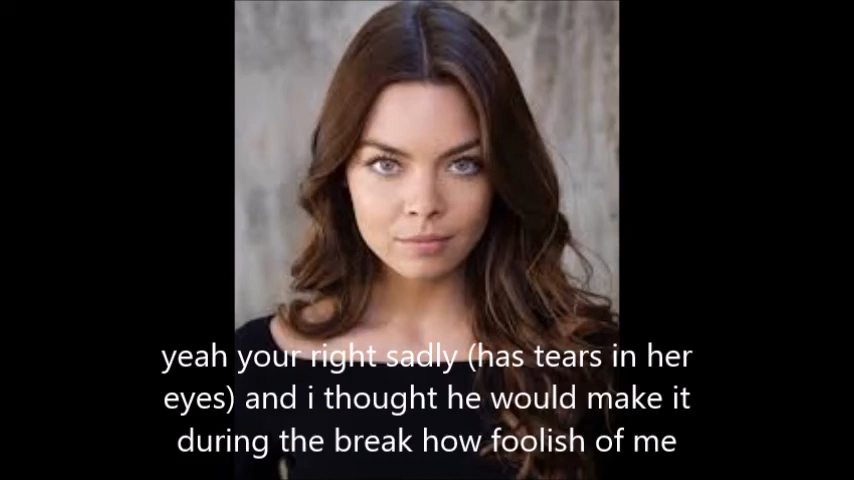 yeah your right sadly (has tears in her
eyes) and i thought he would make it
during the break how foolish of me